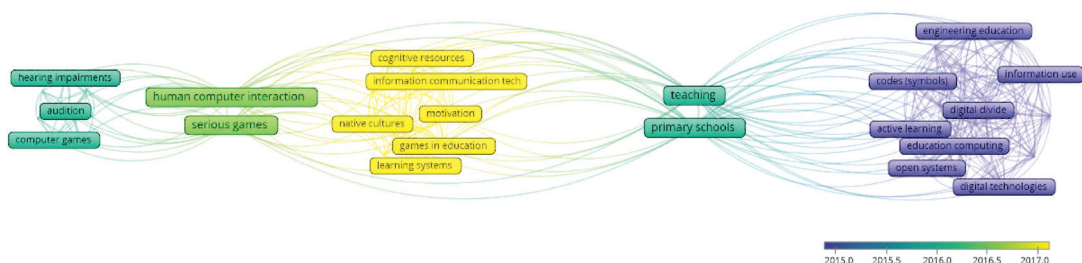 hearing impairments
audition
computer games
human computer interaction
serious games
cognitive resources
information communication tech
motivation
native cultures
games in education
learning systems
teaching
primary schools
engineering education
information use
codes (symbols)
digital divide
active learning
education computing
open systems
digital technologies
2015.0 2015.5 2016.0 2016.5 2017.0